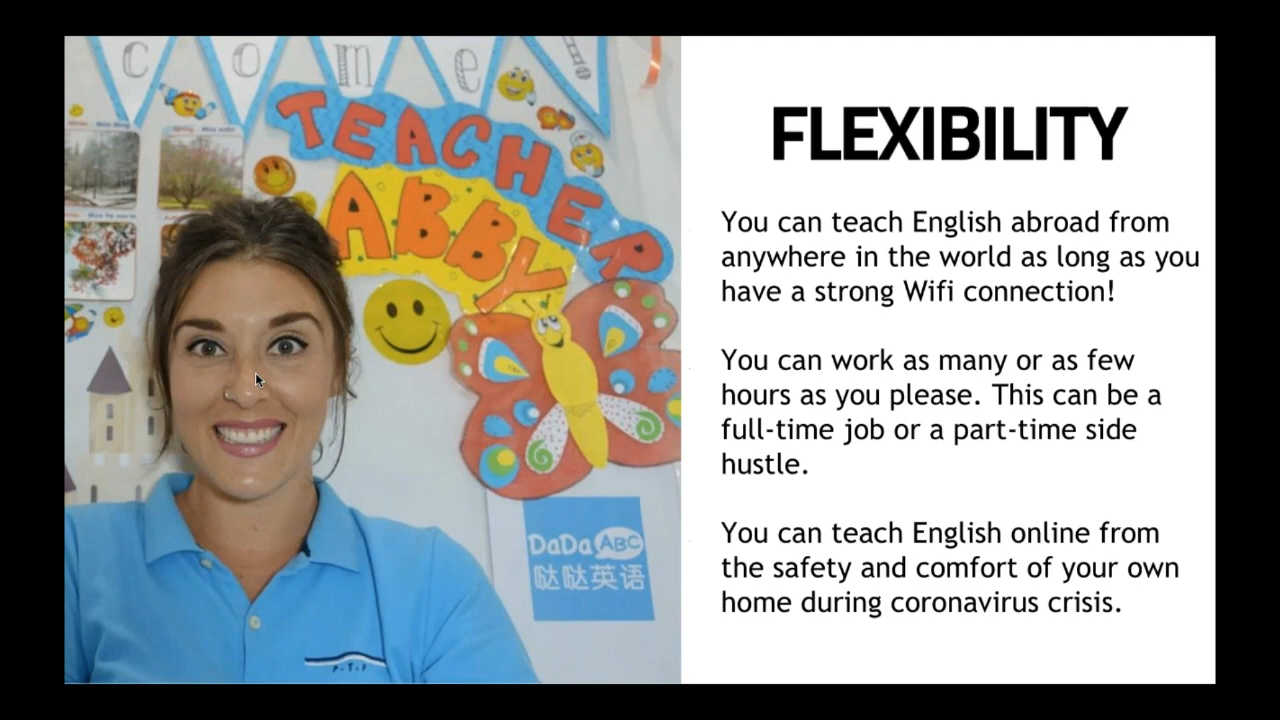 come!
TEACHER
ABBY
DaDa ABC
哒哒英语
FLEXIBILITY
You can teach English abroad from
anywhere in the world as long as you
have a strong Wifi connection!
You can work as many or as few
hours as you please. This can be a
full-time job or a part-time side
hustle.
You can teach English online from
the safety and comfort of your own
home during coronavirus crisis.